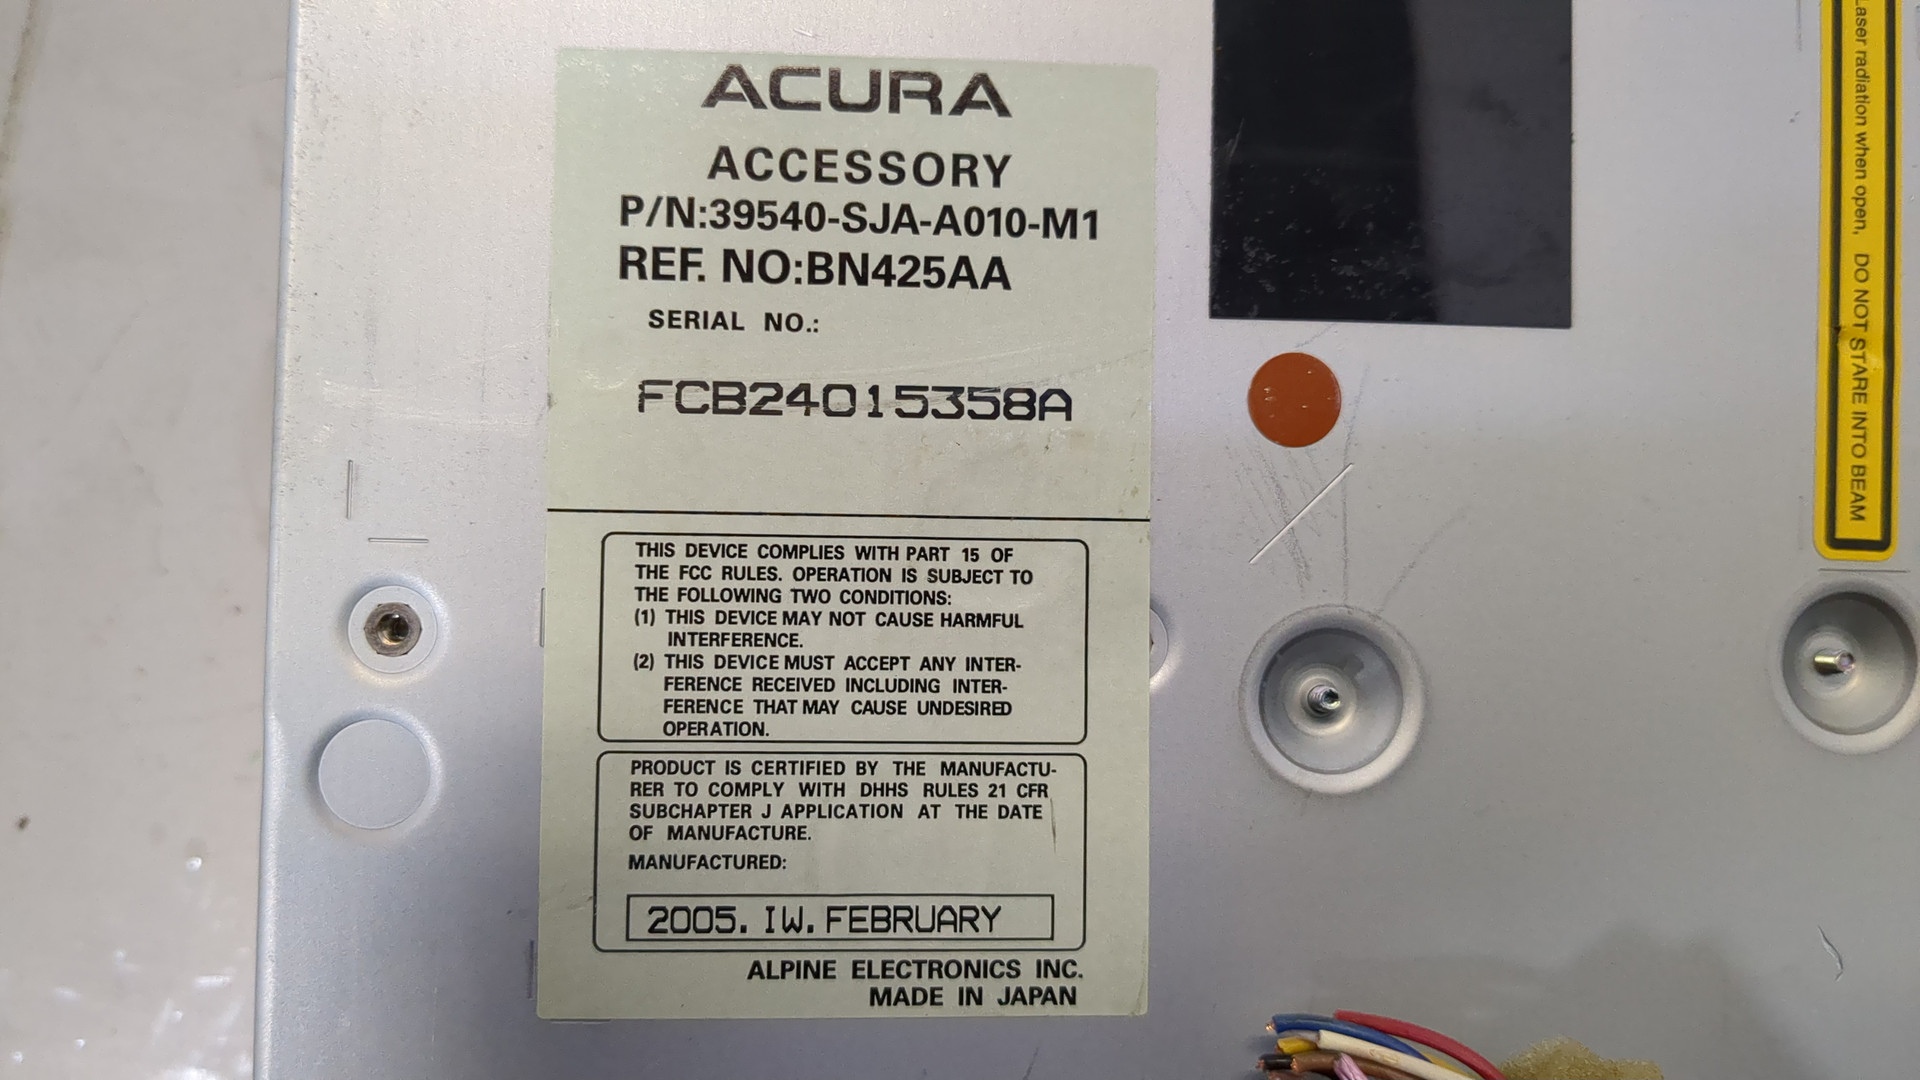 ACURA
ACCESSORY
P/N:39540-SJA-A010-M1
REF. NO:BN425AA
SERIAL NO.:
FCB24015358A
THIS DEVICE COMPLIES WITH PART 15 OF
THE FCC RULES. OPERATION IS SUBJECT TO
THE FOLLOWING TWO CONDITIONS:
(1) THIS DEVICE MAY NOT CAUSE HARMFUL
INTERFERENCE.
(2) THIS DEVICE MUST ACCEPT ANY INTER-
FERENCE RECEIVED INCLUDING INTER-
FERENCE THAT MAY CAUSE UNDESIRED
OPERATION.
PRODUCT IS CERTIFIED BY THE MANUFACTU-
RER TO COMPLY WITH DHHS RULES 21 CFR
SUBCHAPTER J APPLICATION AT THE DATE
OF MANUFACTURE.
MANUFACTURED:
2005. IW. FEBRUARY
ALPINE ELECTRONICS INC.
MADE IN JAPAN
Laser radiation when open, DO NOT STARE INTO BEAM